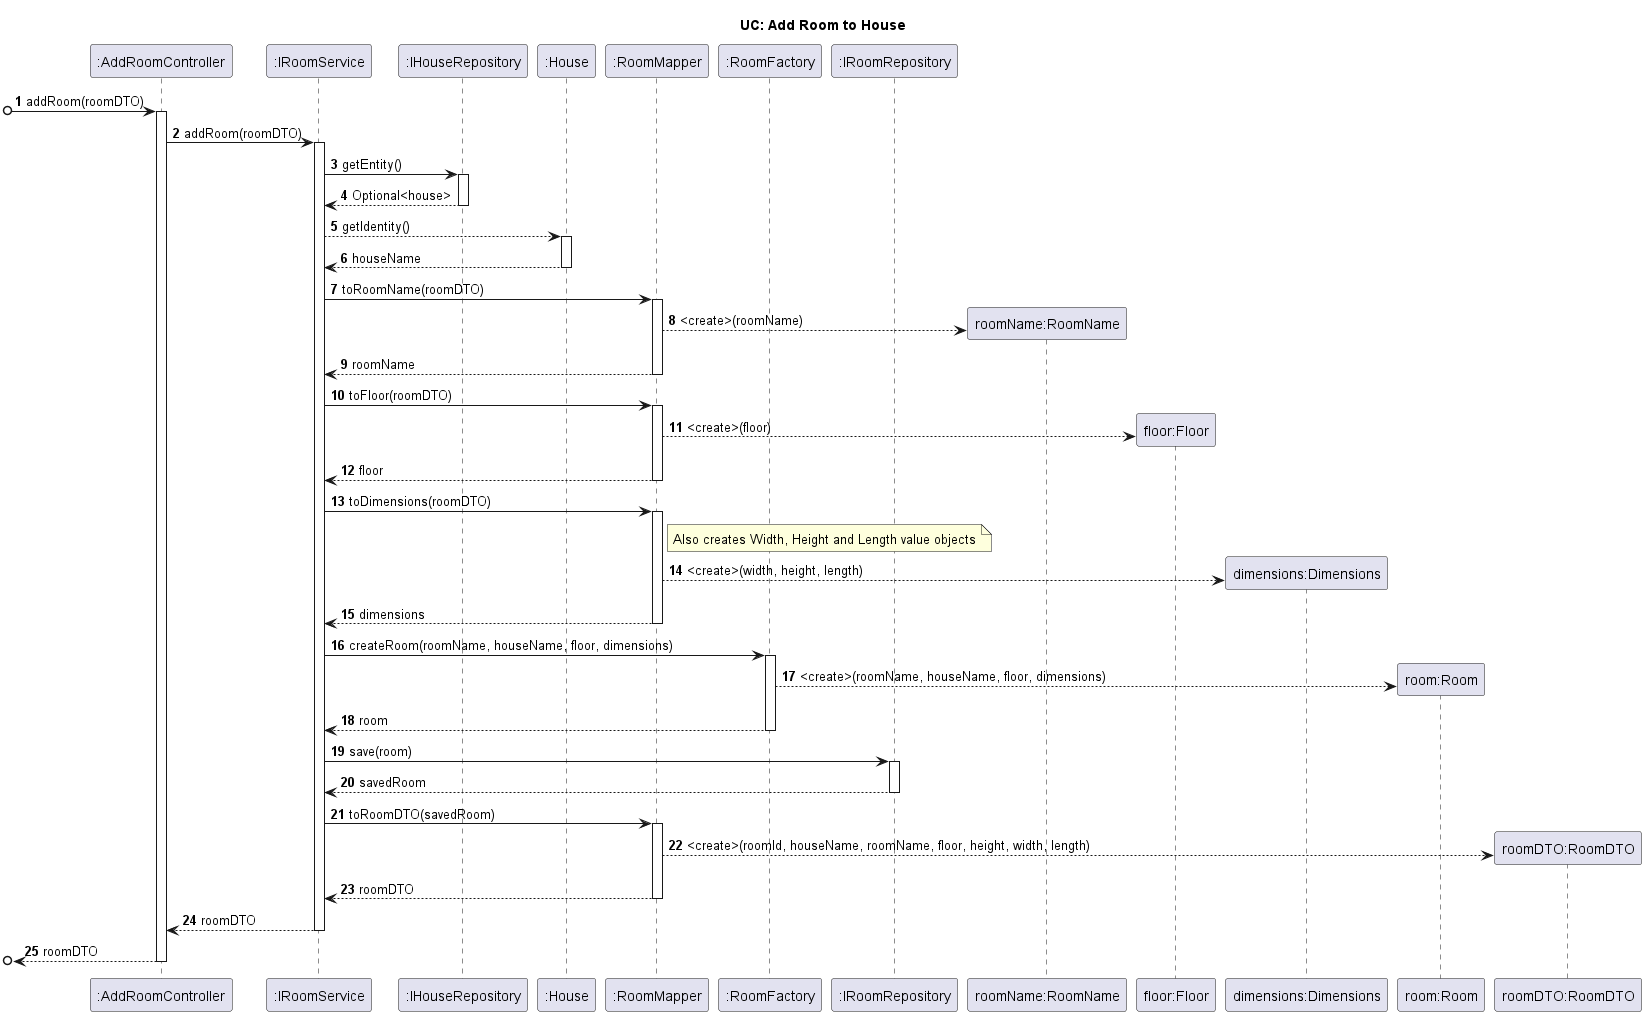 UC: Add Room to House
:AddRoomController
:IRoomService
:IHouseRepository
:House
:RoomMapper
:RoomFactory
:IRoomRepository
1 addRoom(roomDTO)
2 addRoom(roomDTO)
3 getEntity()
4 Optional<house>
5 getIdentity()
6 houseName
7 toRoomName(roomDTO)
8 <create>(roomName)
roomName:RoomName
9 roomName
10 toFloor(roomDTO)
11 <create>(floor)
floor:Floor
12 floor
13 toDimensions(roomDTO)
Also creates Width, Height and Length value objects
14 <create>(width, height, length)
dimensions:Dimensions
15 dimensions
16 createRoom(roomName, houseName, floor, dimensions)
17 <create>(roomName, houseName, floor, dimensions)
room:Room
18 room
19 save(room)
20 savedRoom
21 toRoomDTO(savedRoom)
22 <create>(roomId, houseName, roomName, floor, height, width, length)
roomDTO:RoomDTO
23 roomDTO
24 roomDTO
25 roomDTO
:AddRoomController
:IRoomService
:IHouseRepository
:House
:RoomMapper
:RoomFactory
:IRoomRepository
roomName:RoomName
floor:Floor
dimensions:Dimensions
room:Room
roomDTO:RoomDTO